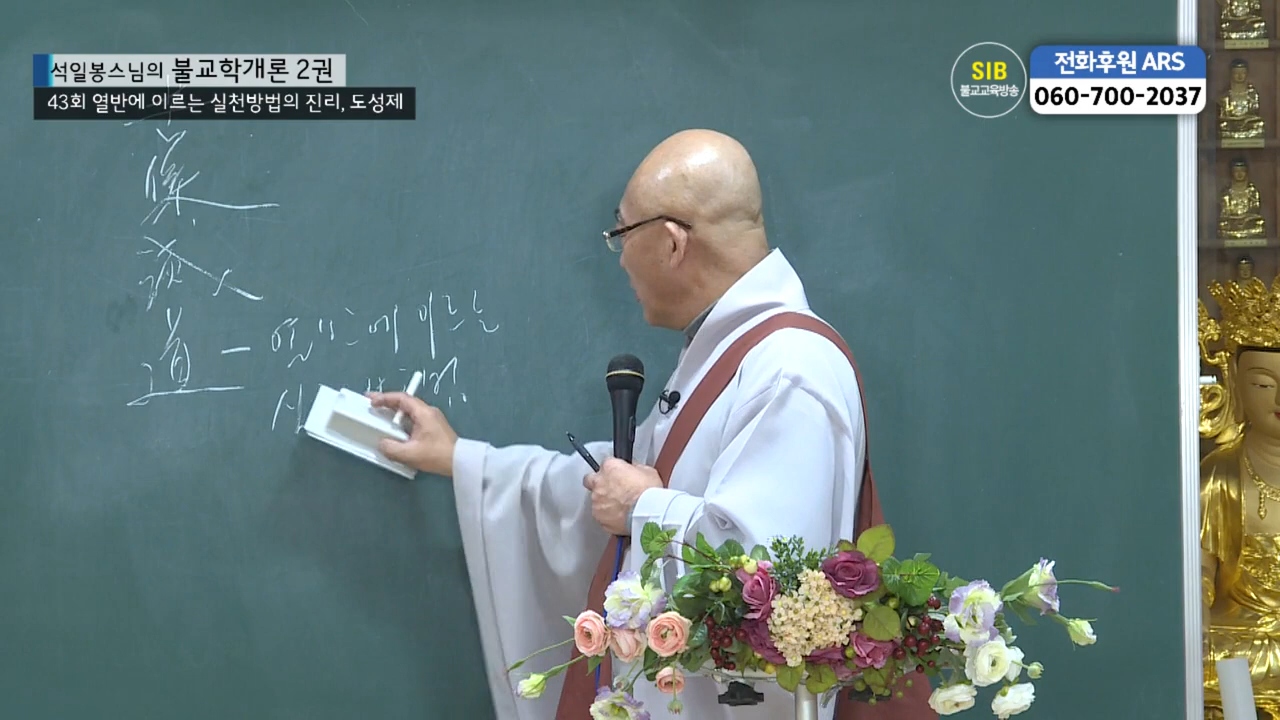 석일봉스님의 불교학개론 2권
43회 열반에 이르는 실천방법의 진리, 도성제
SIB
불교교육방송
전화후원 ARS
060-700-2037
苦
集
滅
道 - 열반에 이르는